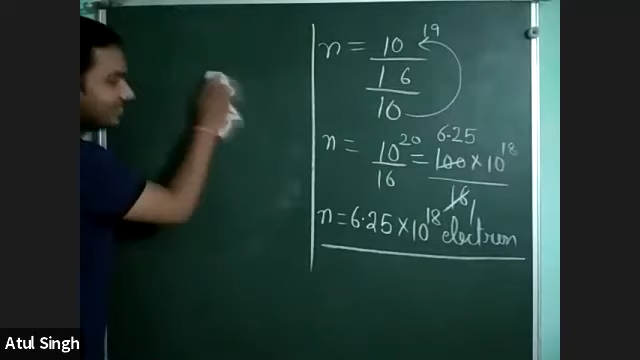 n = 10^19
1 6
10
n = 10^20 / 16 = 6.25 100 × 10^18 / 16 1
n = 6.25 × 10^18 electron
Atul Singh